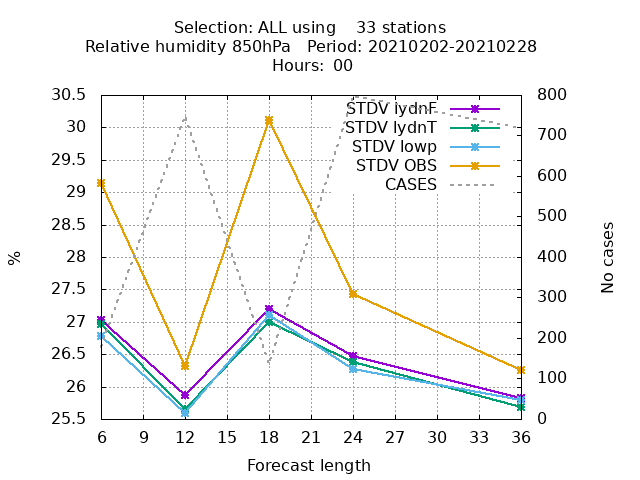 Selection: ALL using    33 stations
Relative humidity 850hPa   Period: 20210202-20210228
Hours:  00
30.5
30
29.5
29
28.5
28
27.5
27
26.5
26
25.5
%
800
700
600
500
400
300
200
100
0
No cases
STDV lydnF
STDV lydnT
STDV lowp
STDV OBS
CASES
6 9 12 15 18 21 24 27 30 33 36
Forecast length